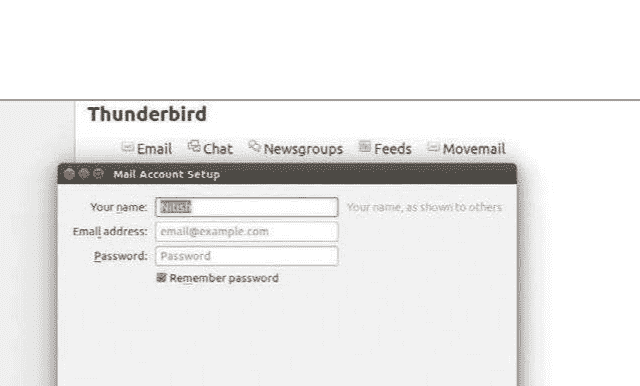 Thunderbird
Email Chat Newsgroups Feeds Movemail
Mail Account Setup
Your name: Nitish Your name, as shown to others
Email address: email@example.com
Password: Password
Remember password